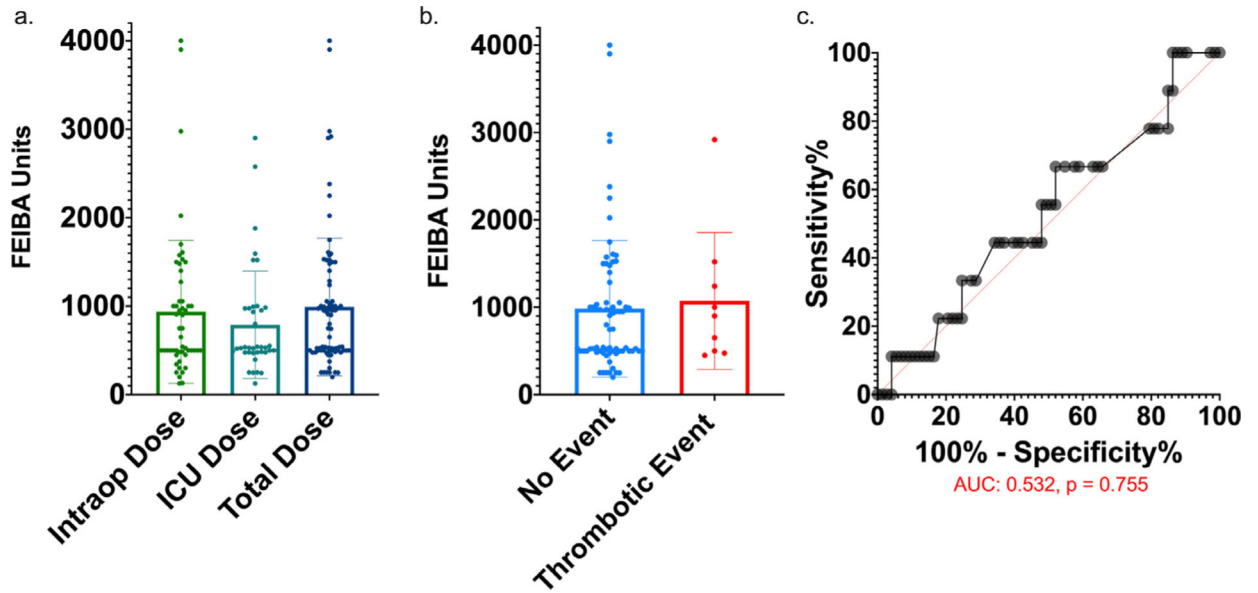 a.
FEIBA Units
4000
3000
2000
1000
0
Intraop Dose
ICU Dose
Total Dose
b.
FEIBA Units
4000
3000
2000
1000
0
No Event
Thrombotic Event
c.
Sensitivity%
100
80
60
40
20
0
0 20 40 60 80 100
100% - Specificity%
AUC: 0.532, p = 0.755